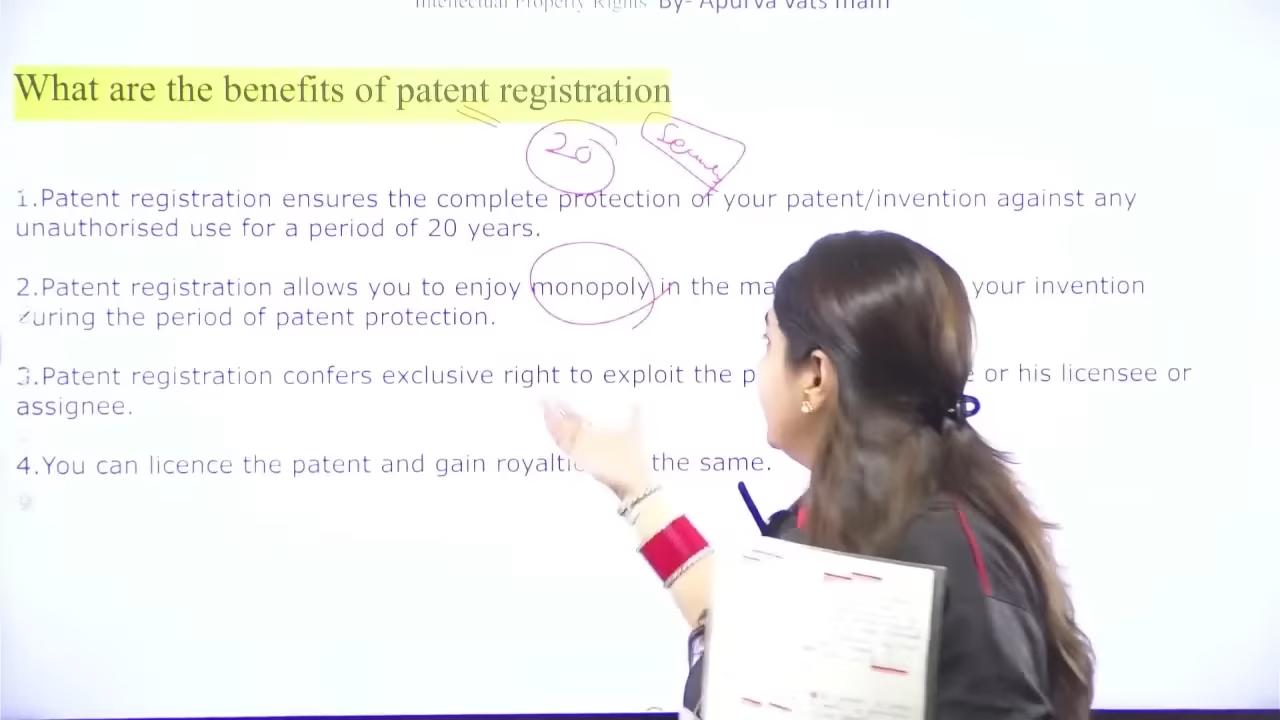 Intellectual Property Rights By- Apurva Vats mam
What are the benefits of patent registration
20
Security
1.Patent registration ensures the complete protection of your patent/invention against any
unauthorised use for a period of 20 years.
2.Patent registration allows you to enjoy monopoly in the your invention
during the period of patent protection.
3.Patent registration confers exclusive right to exploit the or his licensee or
assignee.
4.You can licence the patent and gain the same.